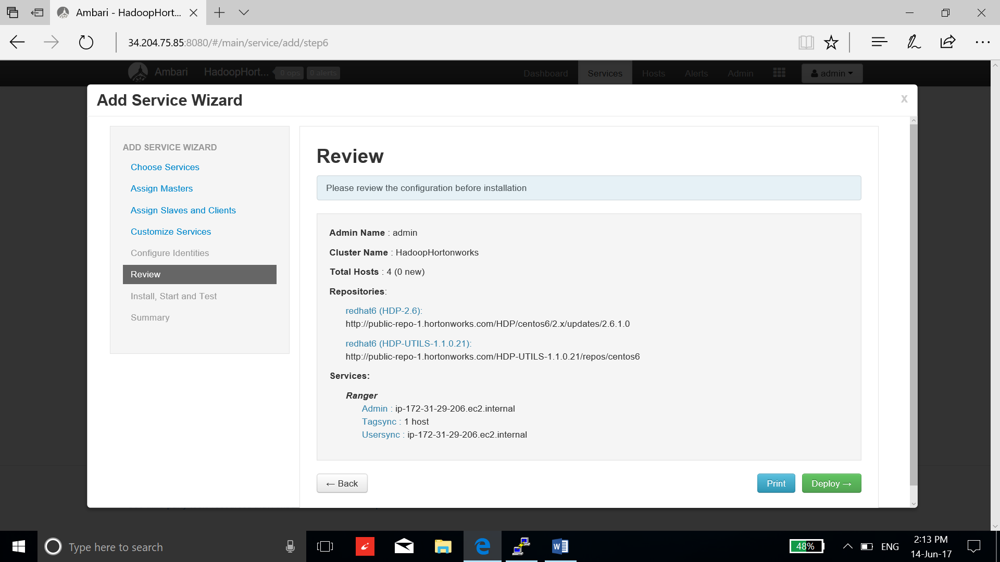 Ambari - HadoopHort...
34.204.75.85:8080/#/main/service/add/step6
Ambari HadoopHort... 0 ops 0 alerts Dashboard Services Hosts Alerts Admin admin
Add Service Wizard
x
ADD SERVICE WIZARD
Choose Services
Assign Masters
Assign Slaves and Clients
Customize Services
Configure Identities
Review
Install, Start and Test
Summary
Review
Please review the configuration before installation
Admin Name : admin
Cluster Name : HadoopHortonworks
Total Hosts : 4 (0 new)
Repositories:
redhat6 (HDP-2.6):
http://public-repo-1.hortonworks.com/HDP/centos6/2.x/updates/2.6.1.0
redhat6 (HDP-UTILS-1.1.0.21):
http://public-repo-1.hortonworks.com/HDP-UTILS-1.1.0.21/repos/centos6
Services:
Ranger
Admin : ip-172-31-29-206.ec2.internal
Tagsync : 1 host
Usersync : ip-172-31-29-206.ec2.internal
← Back
Print
Deploy →
Type here to search
48%
ENG
2:13 PM
14-Jun-17